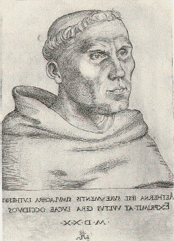 AETHERNA IPSE SVAE MENTIS SIMVLACHRA LVTHERVS
EXPRIMIT·AT VVLTVS CERA LVCAE OCCIDVOS
·M·D·X·X·